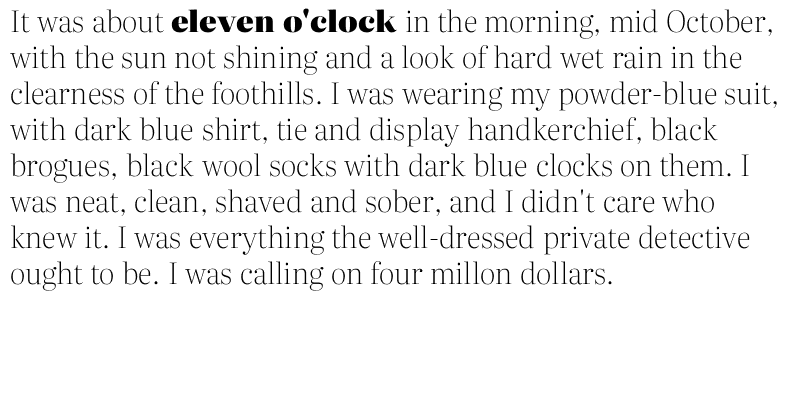 It was about eleven o'clock in the morning, mid October,
with the sun not shining and a look of hard wet rain in the
clearness of the foothills. I was wearing my powder-blue suit,
with dark blue shirt, tie and display handkerchief, black
brogues, black wool socks with dark blue clocks on them. I
was neat, clean, shaved and sober, and I didn't care who
knew it. I was everything the well-dressed private detective
ought to be. I was calling on four millon dollars.